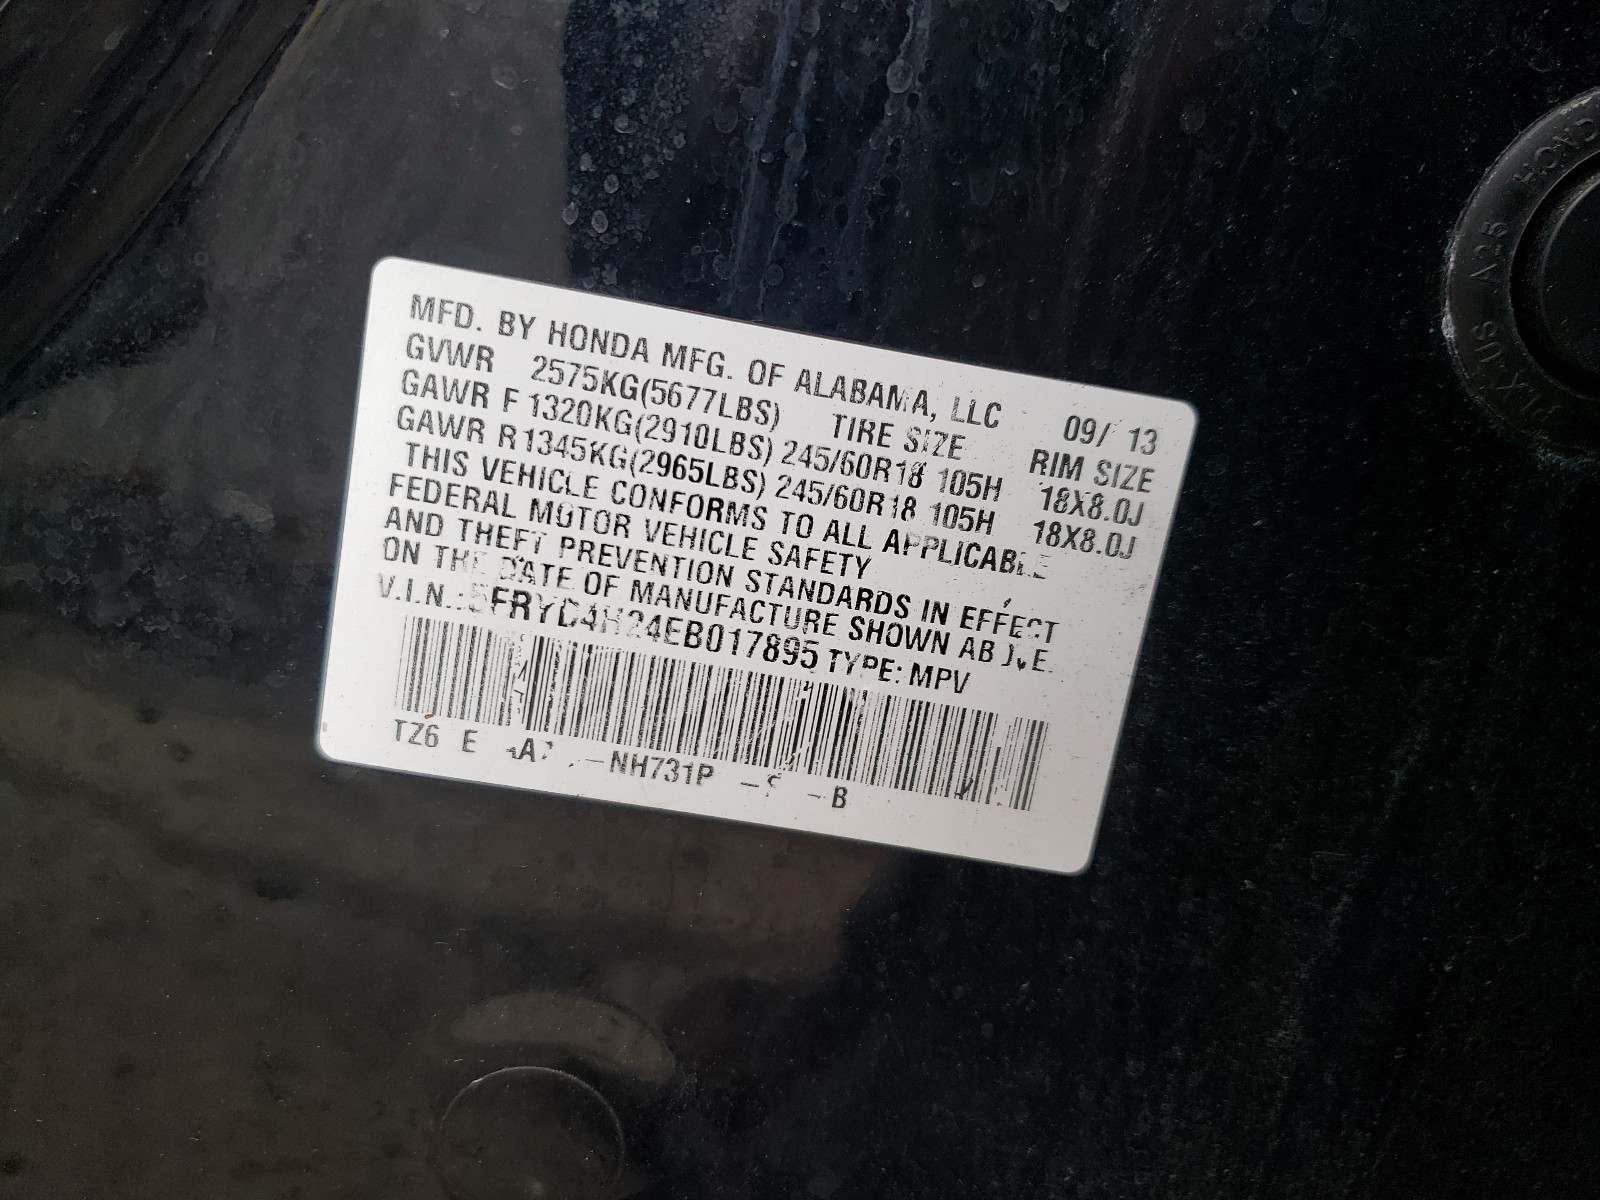 MFD. BY HONDA MFG. OF ALABAMA, LLC 09/ 13
GVWR 2575KG(5677LBS) TIRE SIZE RIM SIZE
GAWR F 1320KG(2910LBS) 245/60R18 105H 18X8.0J
GAWR R 1345KG(2965LBS) 245/60R18 105H 18X8.0J
THIS VEHICLE CONFORMS TO ALL APPLICABLE
FEDERAL MOTOR VEHICLE SAFETY
AND THEFT PREVENTION STANDARDS IN EFFECT
ON THE DATE OF MANUFACTURE SHOWN ABOVE.
V.I.N.:5FRYD4H24EB017895 TYPE: MPV
TZ6 E NH731P B
US A25 HOND